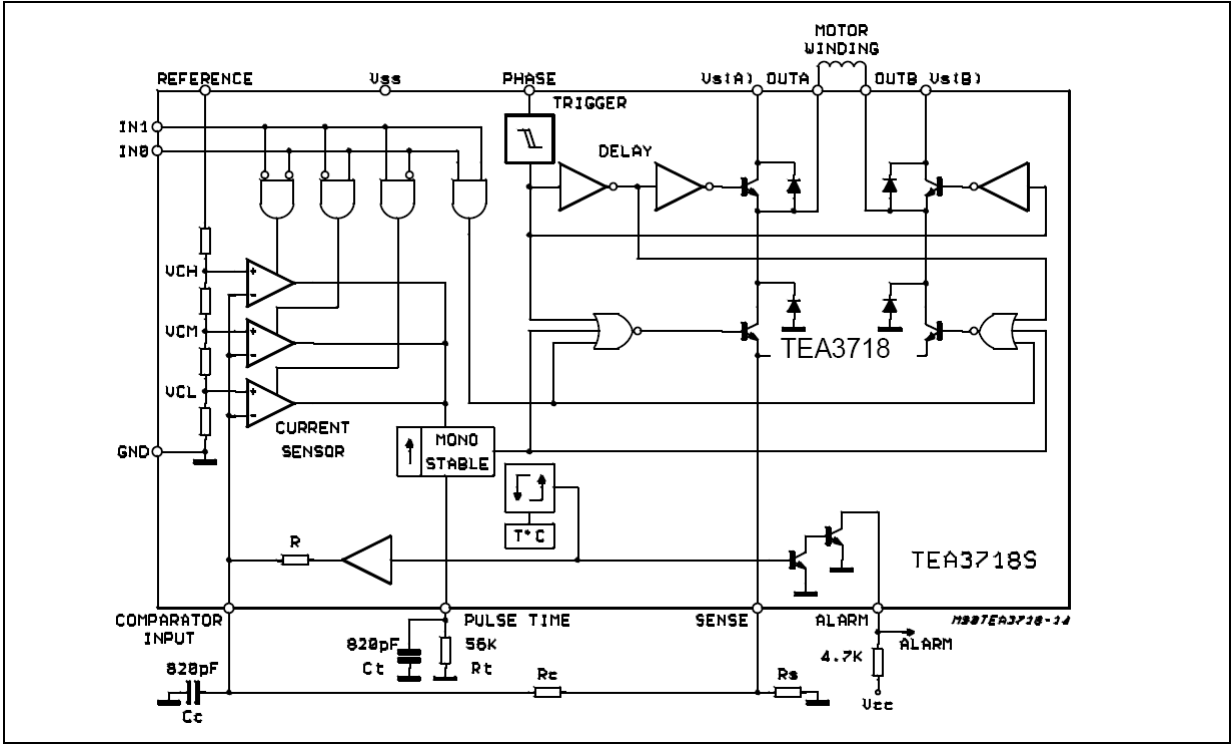 MOTOR
WINDING
REFERENCE
Vss
PHASE
Vs(A)
OUTA
OUTB
Vs(B)
TRIGGER
IN1
IN0
DELAY
VCH
VCM
TEA3718
VCL
CURRENT
SENSOR
GND
MONO
STABLE
T°C
R
TEA3718S
COMPARATOR
INPUT
PULSE TIME
SENSE
ALARM
M90TEA3718-14
ALARM
820pF
Ct
56K
Rt
4.7K
820pF
Cc
Rc
Rs
Vcc